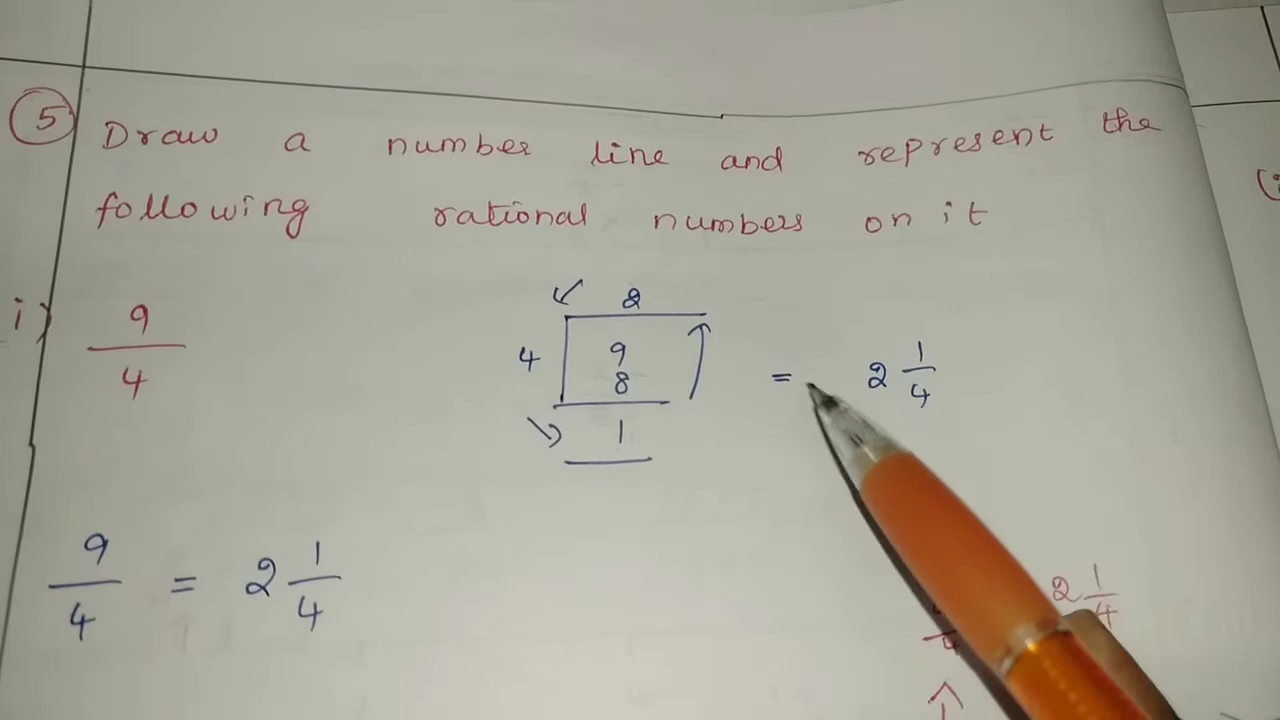 5 Draw a number line and represent the
following rational numbers on it
i) 9/4
2
4 9 = 2 1/4
8
1
9/4 = 2 1/4
2 1/4